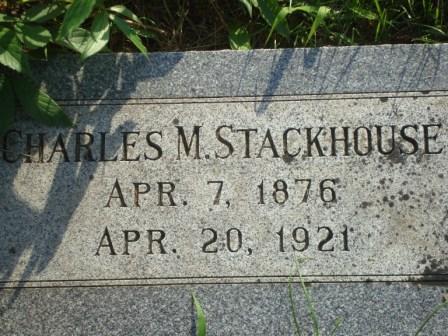 CHARLES M. STACKHOUSE
APR. 7, 1876
APR. 20, 1921